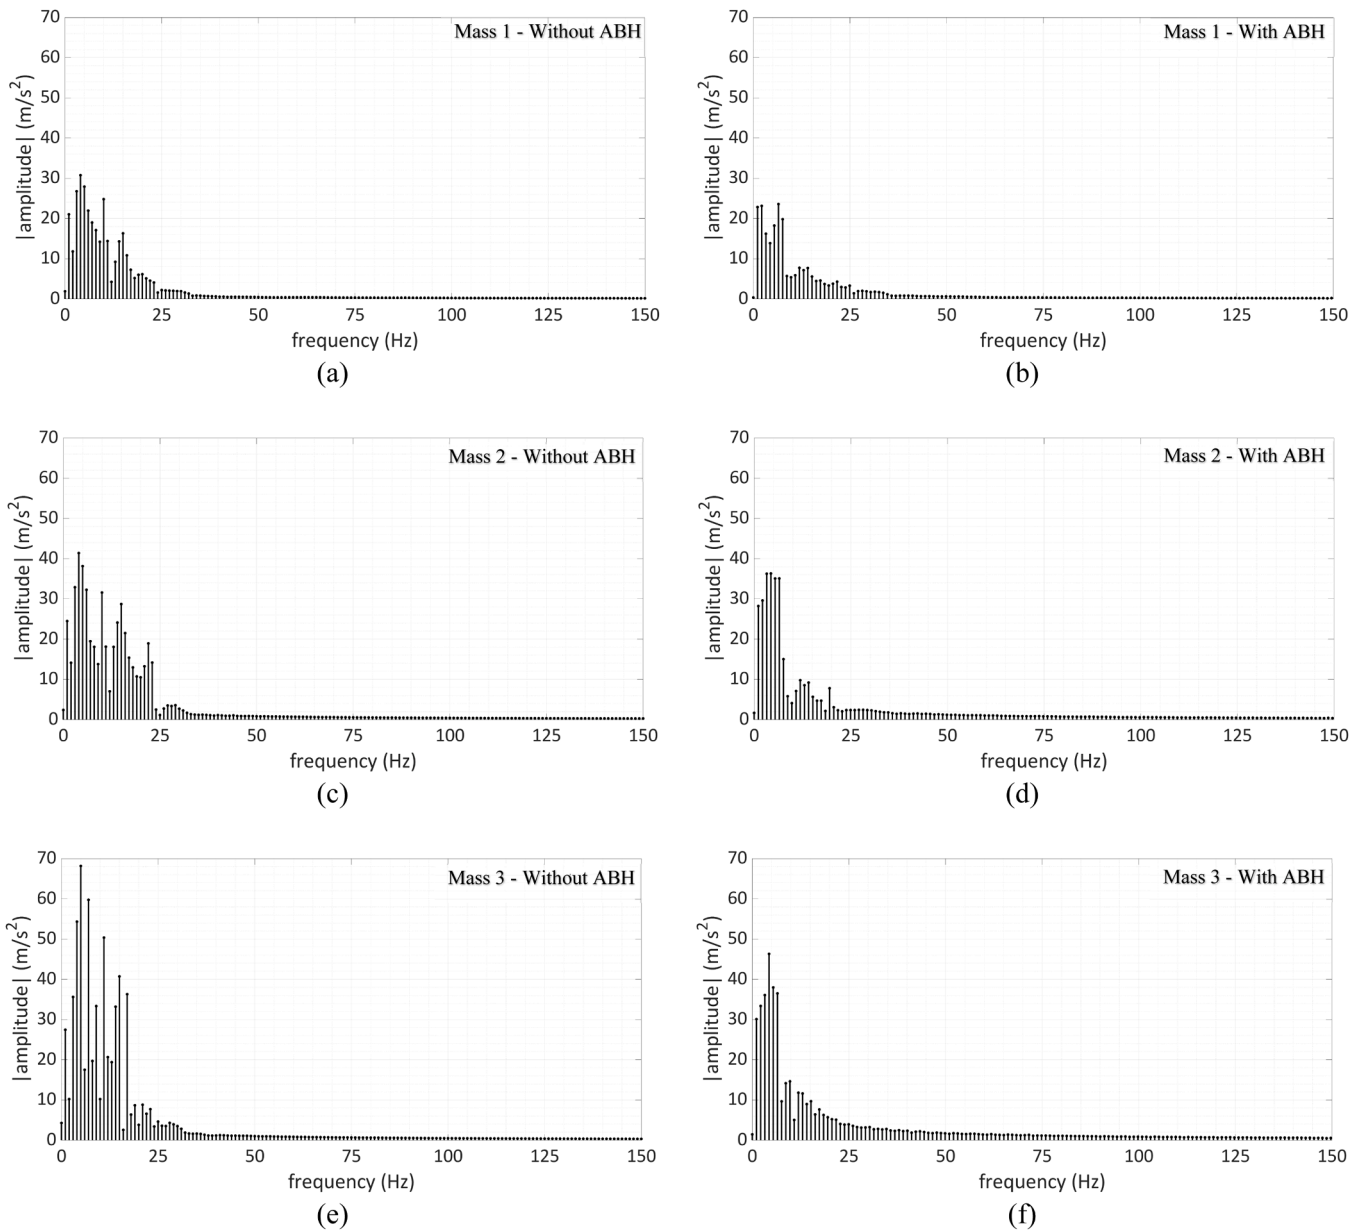 Mass 1 - Without ABH
70
60
50
40
30
20
10
0
|amplitude| (m/s²)
0 25 50 75 100 125 150
frequency (Hz)
(a)
Mass 1 - With ABH
70
60
50
40
30
20
10
0
|amplitude| (m/s²)
0 25 50 75 100 125 150
frequency (Hz)
(b)
Mass 2 - Without ABH
70
60
50
40
30
20
10
0
|amplitude| (m/s²)
0 25 50 75 100 125 150
frequency (Hz)
(c)
Mass 2 - With ABH
70
60
50
40
30
20
10
0
|amplitude| (m/s²)
0 25 50 75 100 125 150
frequency (Hz)
(d)
Mass 3 - Without ABH
70
60
50
40
30
20
10
0
|amplitude| (m/s²)
0 25 50 75 100 125 150
frequency (Hz)
(e)
Mass 3 - With ABH
70
60
50
40
30
20
10
0
|amplitude| (m/s²)
0 25 50 75 100 125 150
frequency (Hz)
(f)